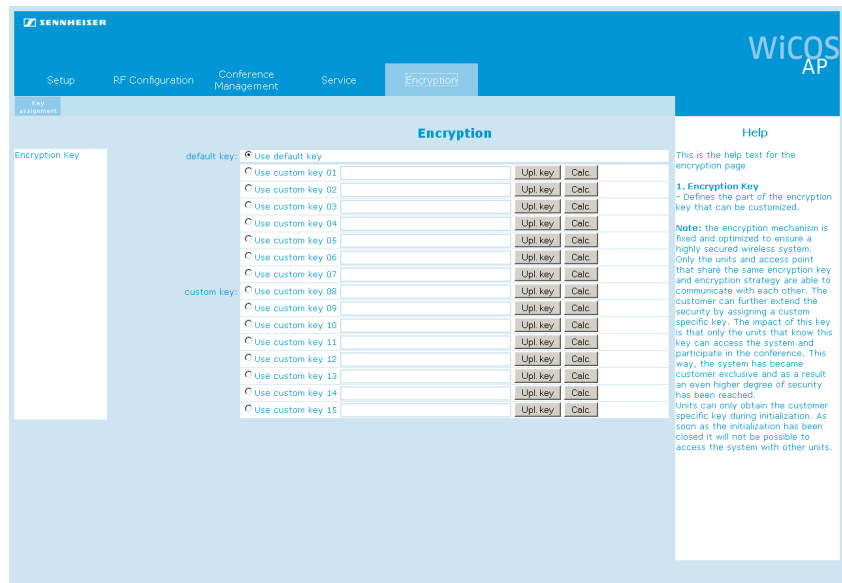 SENNHEISER
WiCOS
AP
Setup
RF Configuration
Conference
Management
Service
Encryption
Key
assignment
Encryption
Encryption Key
default key:
Use default key
Use custom key 01 Upl. key Calc.
Use custom key 02 Upl. key Calc.
Use custom key 03 Upl. key Calc.
Use custom key 04 Upl. key Calc.
Use custom key 05 Upl. key Calc.
Use custom key 06 Upl. key Calc.
Use custom key 07 Upl. key Calc.
custom key:
Use custom key 08 Upl. key Calc.
Use custom key 09 Upl. key Calc.
Use custom key 10 Upl. key Calc.
Use custom key 11 Upl. key Calc.
Use custom key 12 Upl. key Calc.
Use custom key 13 Upl. key Calc.
Use custom key 14 Upl. key Calc.
Use custom key 15 Upl. key Calc.
Help
This is the help text for the
encryption page
1. Encryption Key
- Defines the part of the encryption
key that can be customized.
Note: the encryption mechanism is
fixed and optimized to ensure a
highly secured wireless system.
Only the units and access point
that share the same encryption key
and encryption strategy are able to
communicate with each other. The
customer can further extend the
security by assigning a custom
specific key. The impact of this key
is that only the units that know this
key can access the system and
participate in the conference. This
way, the system has became
customer exclusive and as a result
an even higher degree of security
has been reached.
Units can only obtain the customer
specific key during initialization. As
soon as the initialization has been
closed it will not be possible to
access the system with other units.